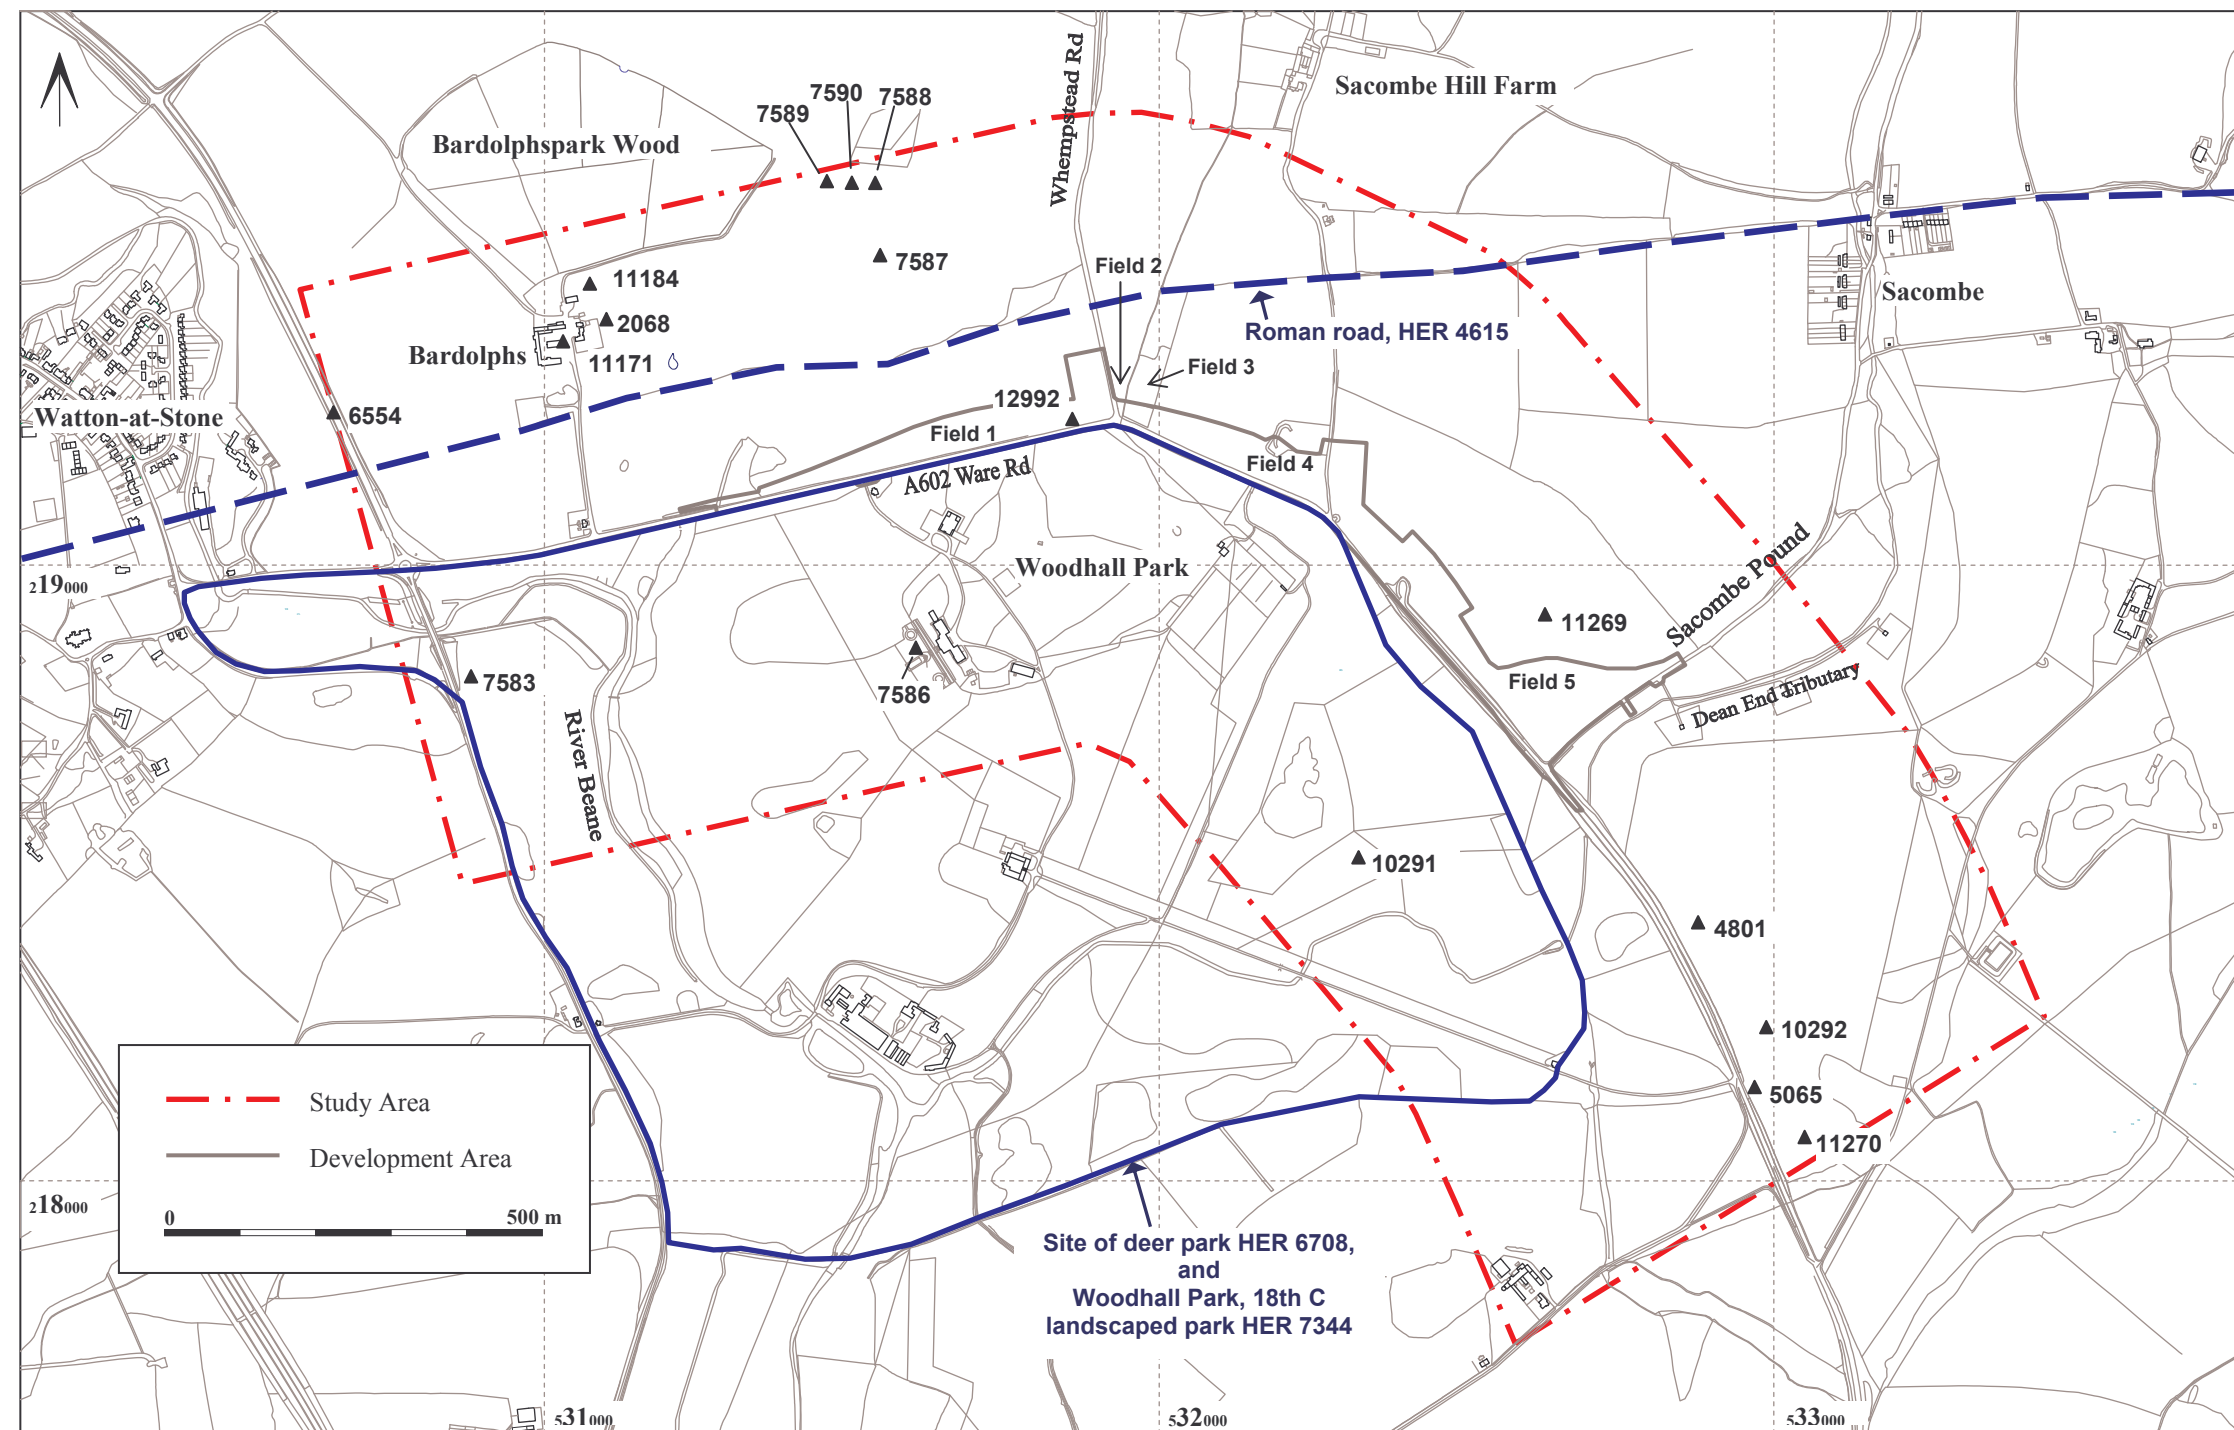 Whempstead Rd
Sacombe Hill Farm
7590
7588
7589
Bardolphspark Wood
7587
Field 2
11184
2068
Bardolphs
11171
Roman road, HER 4615
Sacombe
Field 3
12992
Watton-at-Stone
6554
Field 1
A602 Ware Rd
Field 4
Woodhall Park
219000
Sacombe Pound
11269
7583
7586
Field 5
Dean End Tributary
River Beane
10291
4801
10292
5065
11270
Study Area
Development Area
0 500 m
218000
Site of deer park HER 6708,
and
Woodhall Park, 18th C
landscaped park HER 7344
531000
532000
533000